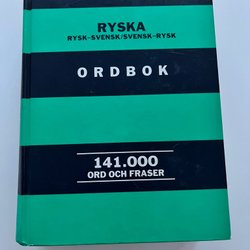 RYSKA
RYSK–SVENSK/SVENSK–RYSK
ORDBOK
141.000
ORD OCH FRASER